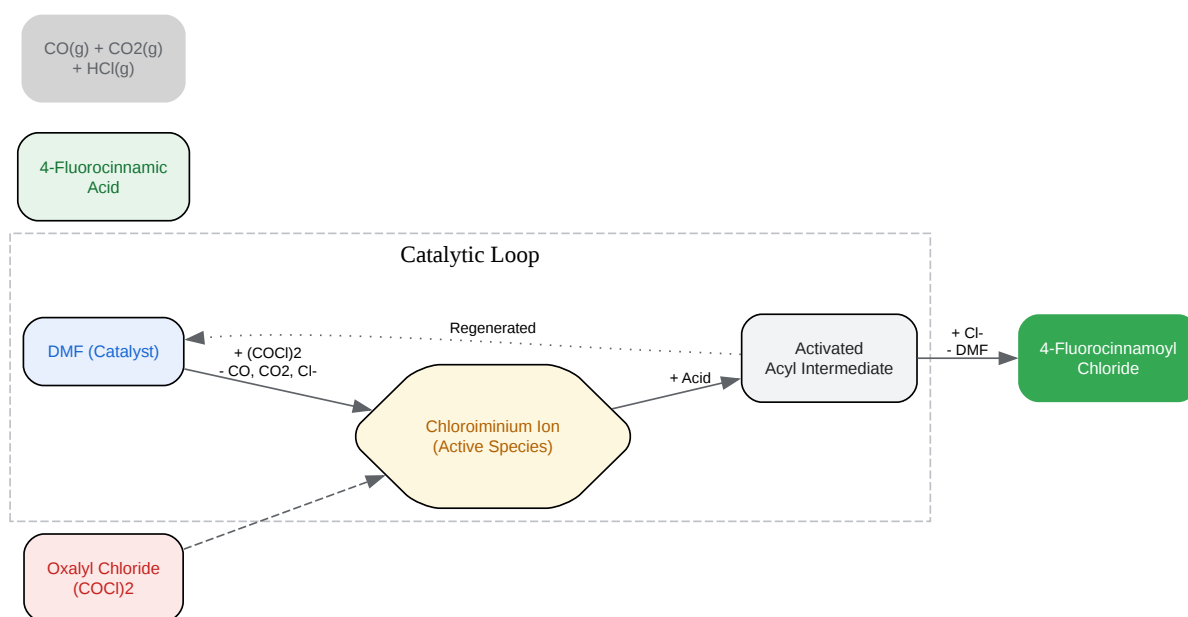 CO(g) + CO2(g)
+ HCl(g)
4-Fluorocinnamic
Acid
Catalytic Loop
DMF (Catalyst)
+ (COCl)2
- CO, CO2, Cl-
Regenerated
Chloroiminium Ion
(Active Species)
+ Acid
Activated
Acyl Intermediate
+ Cl-
- DMF
4-Fluorocinnamoyl
Chloride
Oxalyl Chloride
(COCl)2